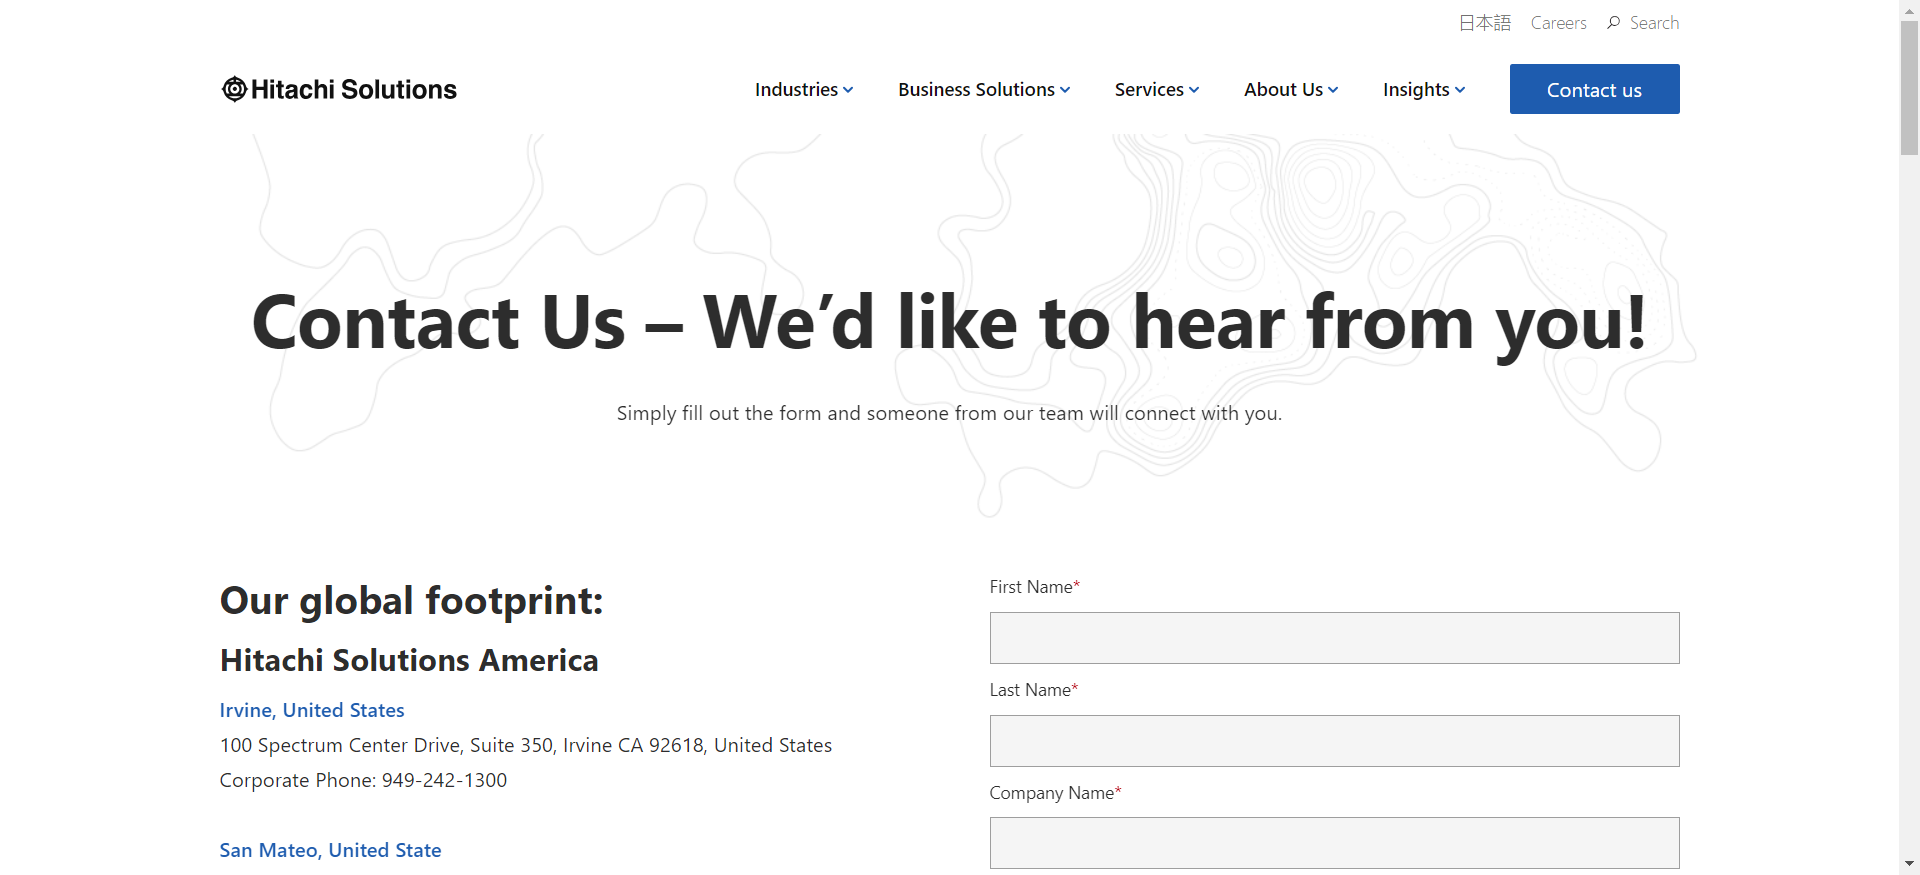 日本語 Careers Search
Hitachi Solutions Industries Business Solutions Services About Us Insights Contact us
Contact Us – We’d like to hear from you!
Simply fill out the form and someone from our team will connect with you.
Our global footprint:
Hitachi Solutions America
Irvine, United States
100 Spectrum Center Drive, Suite 350, Irvine CA 92618, United States
Corporate Phone: 949-242-1300
San Mateo, United State
First Name*
Last Name*
Company Name*